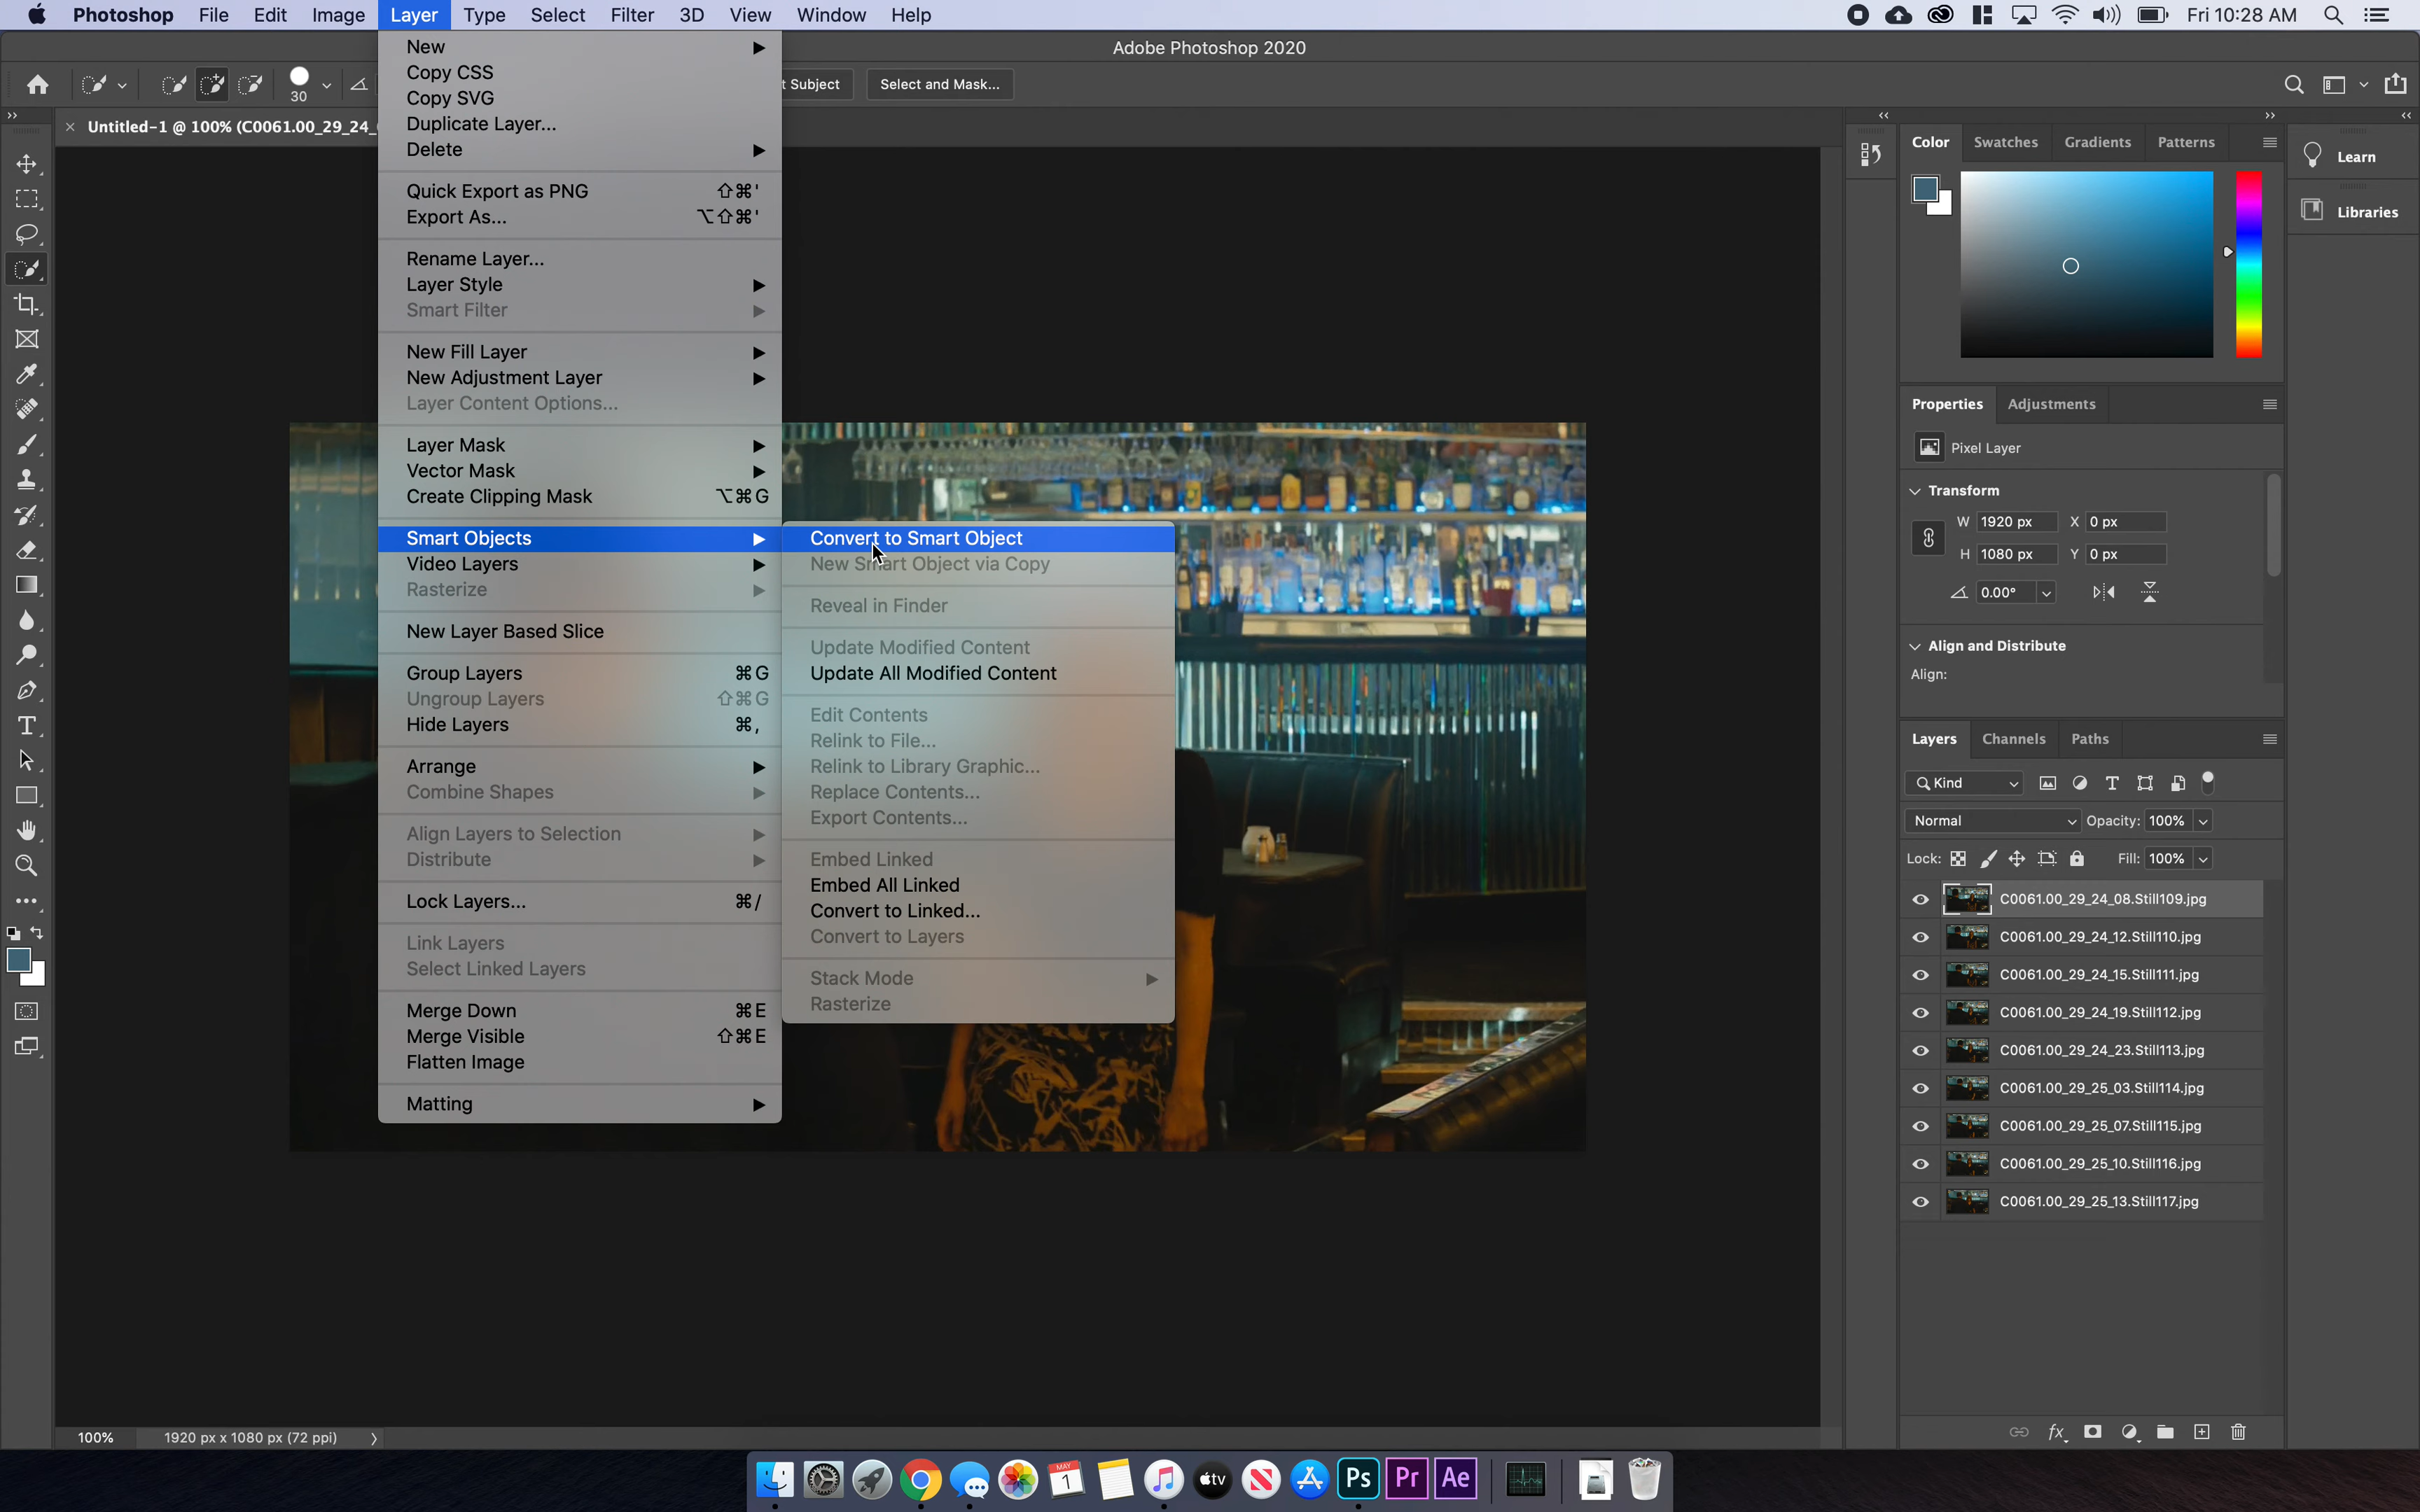 Photoshop File Edit Image Layer Type Select Filter 3D View Window Help Fri 10:28 AM
Adobe Photoshop 2020
30 t Subject Select and Mask...
Untitled-1 @ 100% (C0061.00_29_24_
New
Copy CSS
Copy SVG
Duplicate Layer...
Delete
Quick Export as PNG ⇧⌘'
Export As... ⌥⇧⌘'
Rename Layer...
Layer Style
Smart Filter
New Fill Layer
New Adjustment Layer
Layer Content Options...
Layer Mask
Vector Mask
Create Clipping Mask ⌥⌘G
Smart Objects
Video Layers
Rasterize
New Layer Based Slice
Group Layers ⌘G
Ungroup Layers ⇧⌘G
Hide Layers ⌘,
Arrange
Combine Shapes
Align Layers to Selection
Distribute
Lock Layers... ⌘/
Link Layers
Select Linked Layers
Merge Down ⌘E
Merge Visible ⇧⌘E
Flatten Image
Matting
Convert to Smart Object
New Smart Object via Copy
Reveal in Finder
Update Modified Content
Update All Modified Content
Edit Contents
Relink to File...
Relink to Library Graphic...
Replace Contents...
Export Contents...
Embed Linked
Embed All Linked
Convert to Linked...
Convert to Layers
Stack Mode
Rasterize
Color Swatches Gradients Patterns
Learn
Libraries
Properties Adjustments
Pixel Layer
Transform
W 1920 px X 0 px
H 1080 px Y 0 px
0.00°
Align and Distribute
Align:
Layers Channels Paths
Kind
Normal Opacity: 100%
Lock: Fill: 100%
C0061.00_29_24_08.Still109.jpg
C0061.00_29_24_12.Still110.jpg
C0061.00_29_24_15.Still111.jpg
C0061.00_29_24_19.Still112.jpg
C0061.00_29_24_23.Still113.jpg
C0061.00_29_25_03.Still114.jpg
C0061.00_29_25_07.Still115.jpg
C0061.00_29_25_10.Still116.jpg
C0061.00_29_25_13.Still117.jpg
fx
100% 1920 px x 1080 px (72 ppi)
MAY
1
tv
Ps
Pr
Ae